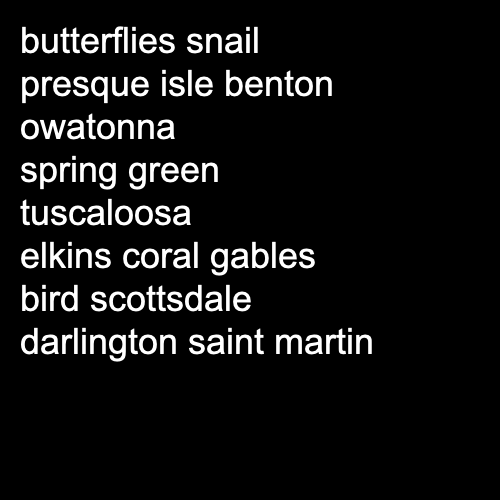 butterflies snail
presque isle benton
owatonna
spring green
tuscaloosa
elkins coral gables
bird scottsdale
darlington saint martin